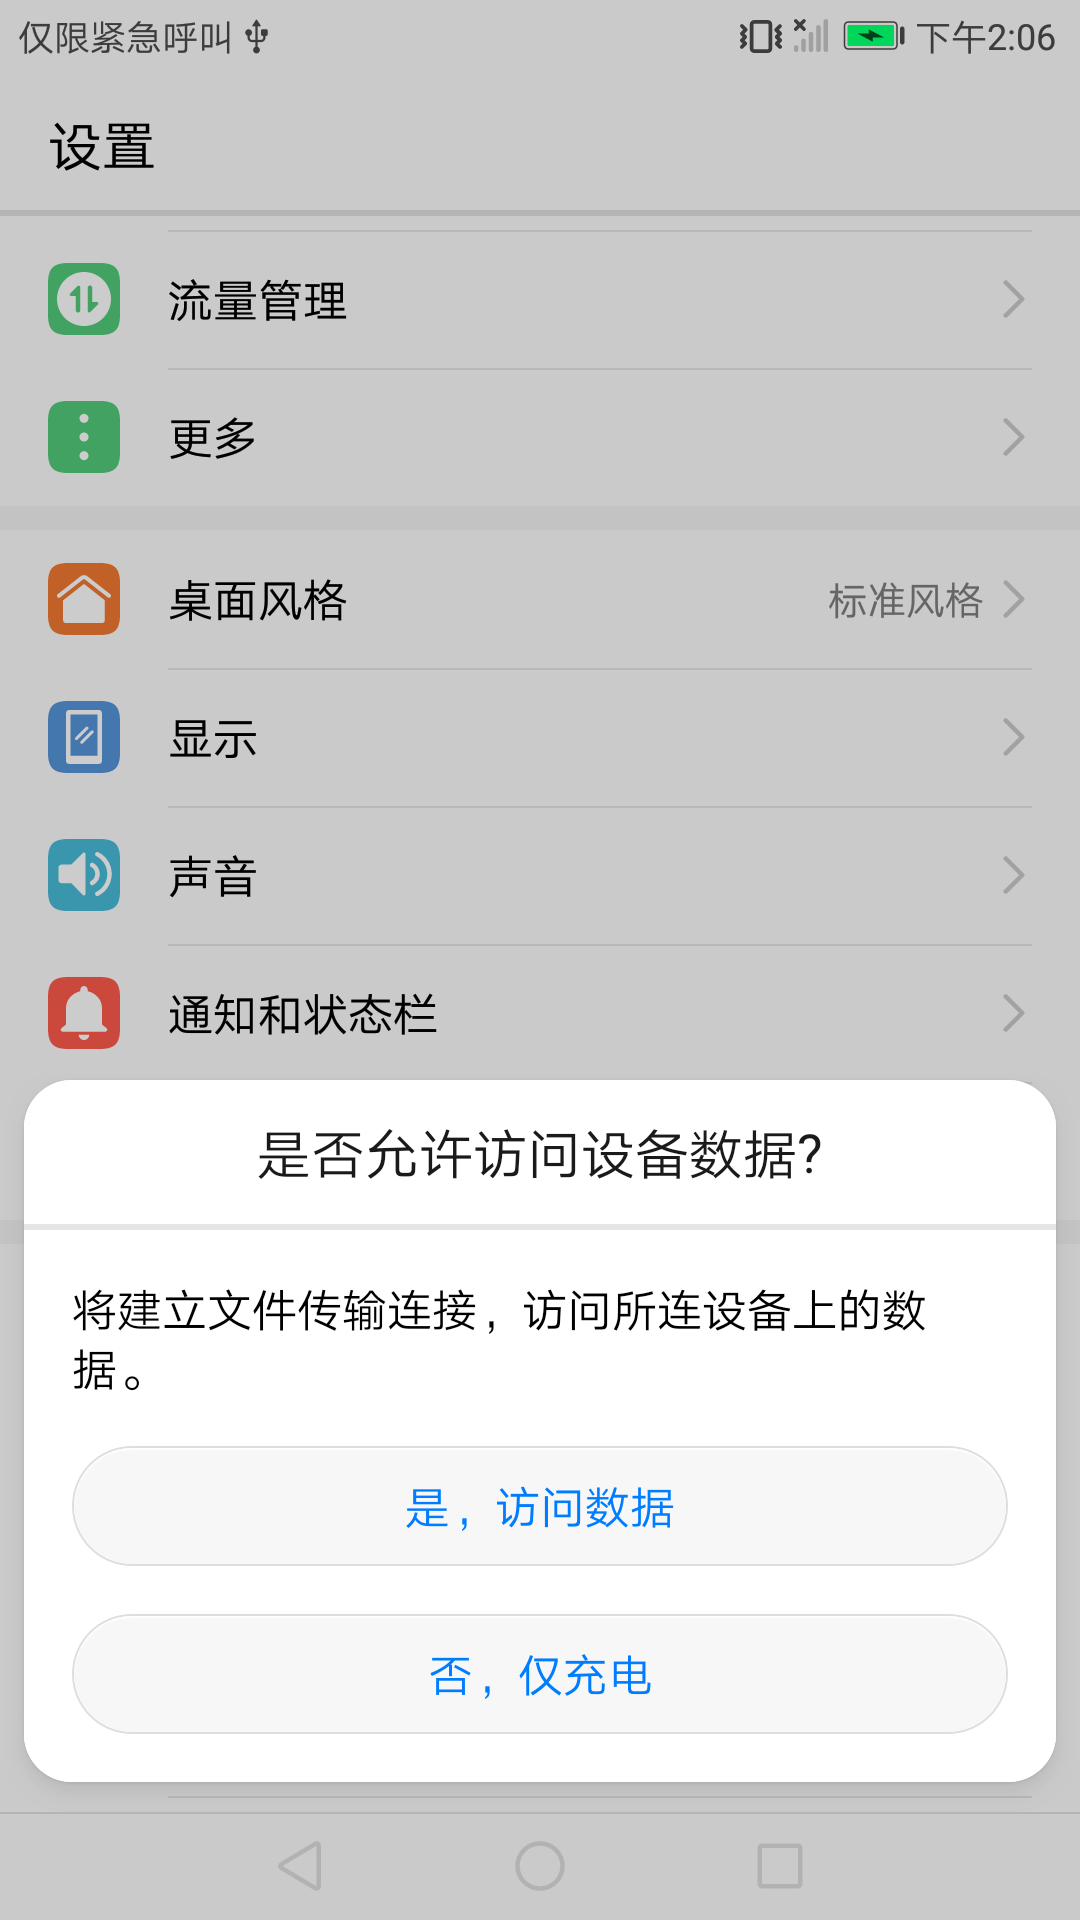 仅限紧急呼叫 下午2:06
设置
流量管理
更多
桌面风格 标准风格
显示
声音
通知和状态栏
是否允许访问设备数据?
将建立文件传输连接，访问所连设备上的数
据。
是，访问数据
否，仅充电